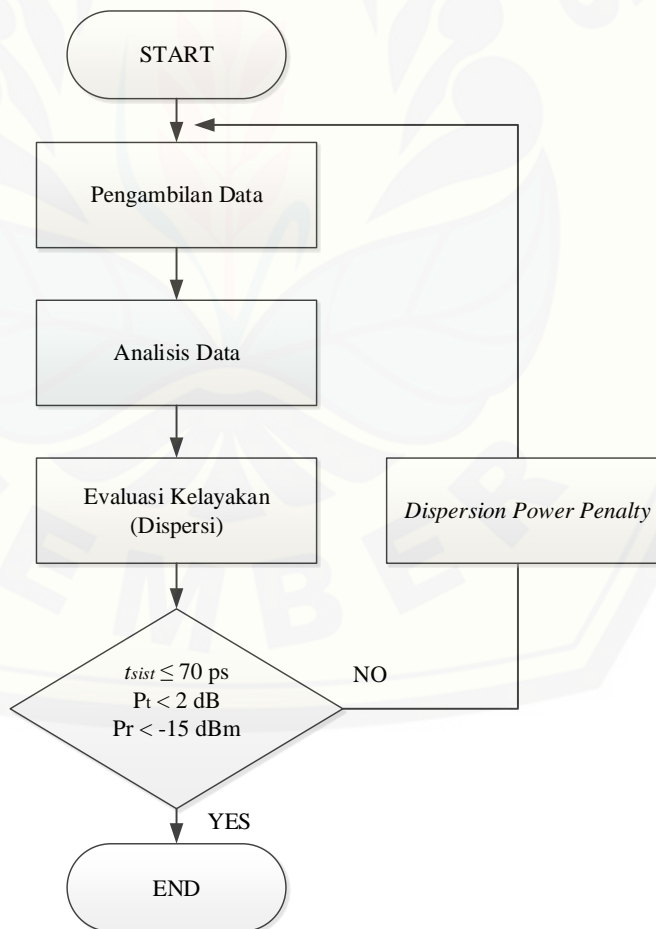 START
Pengambilan Data
Analisis Data
Evaluasi Kelayakan
(Dispersi)
Dispersion Power Penalty
tsist ≤ 70 ps
Pt < 2 dB
Pr < -15 dBm
NO
YES
END